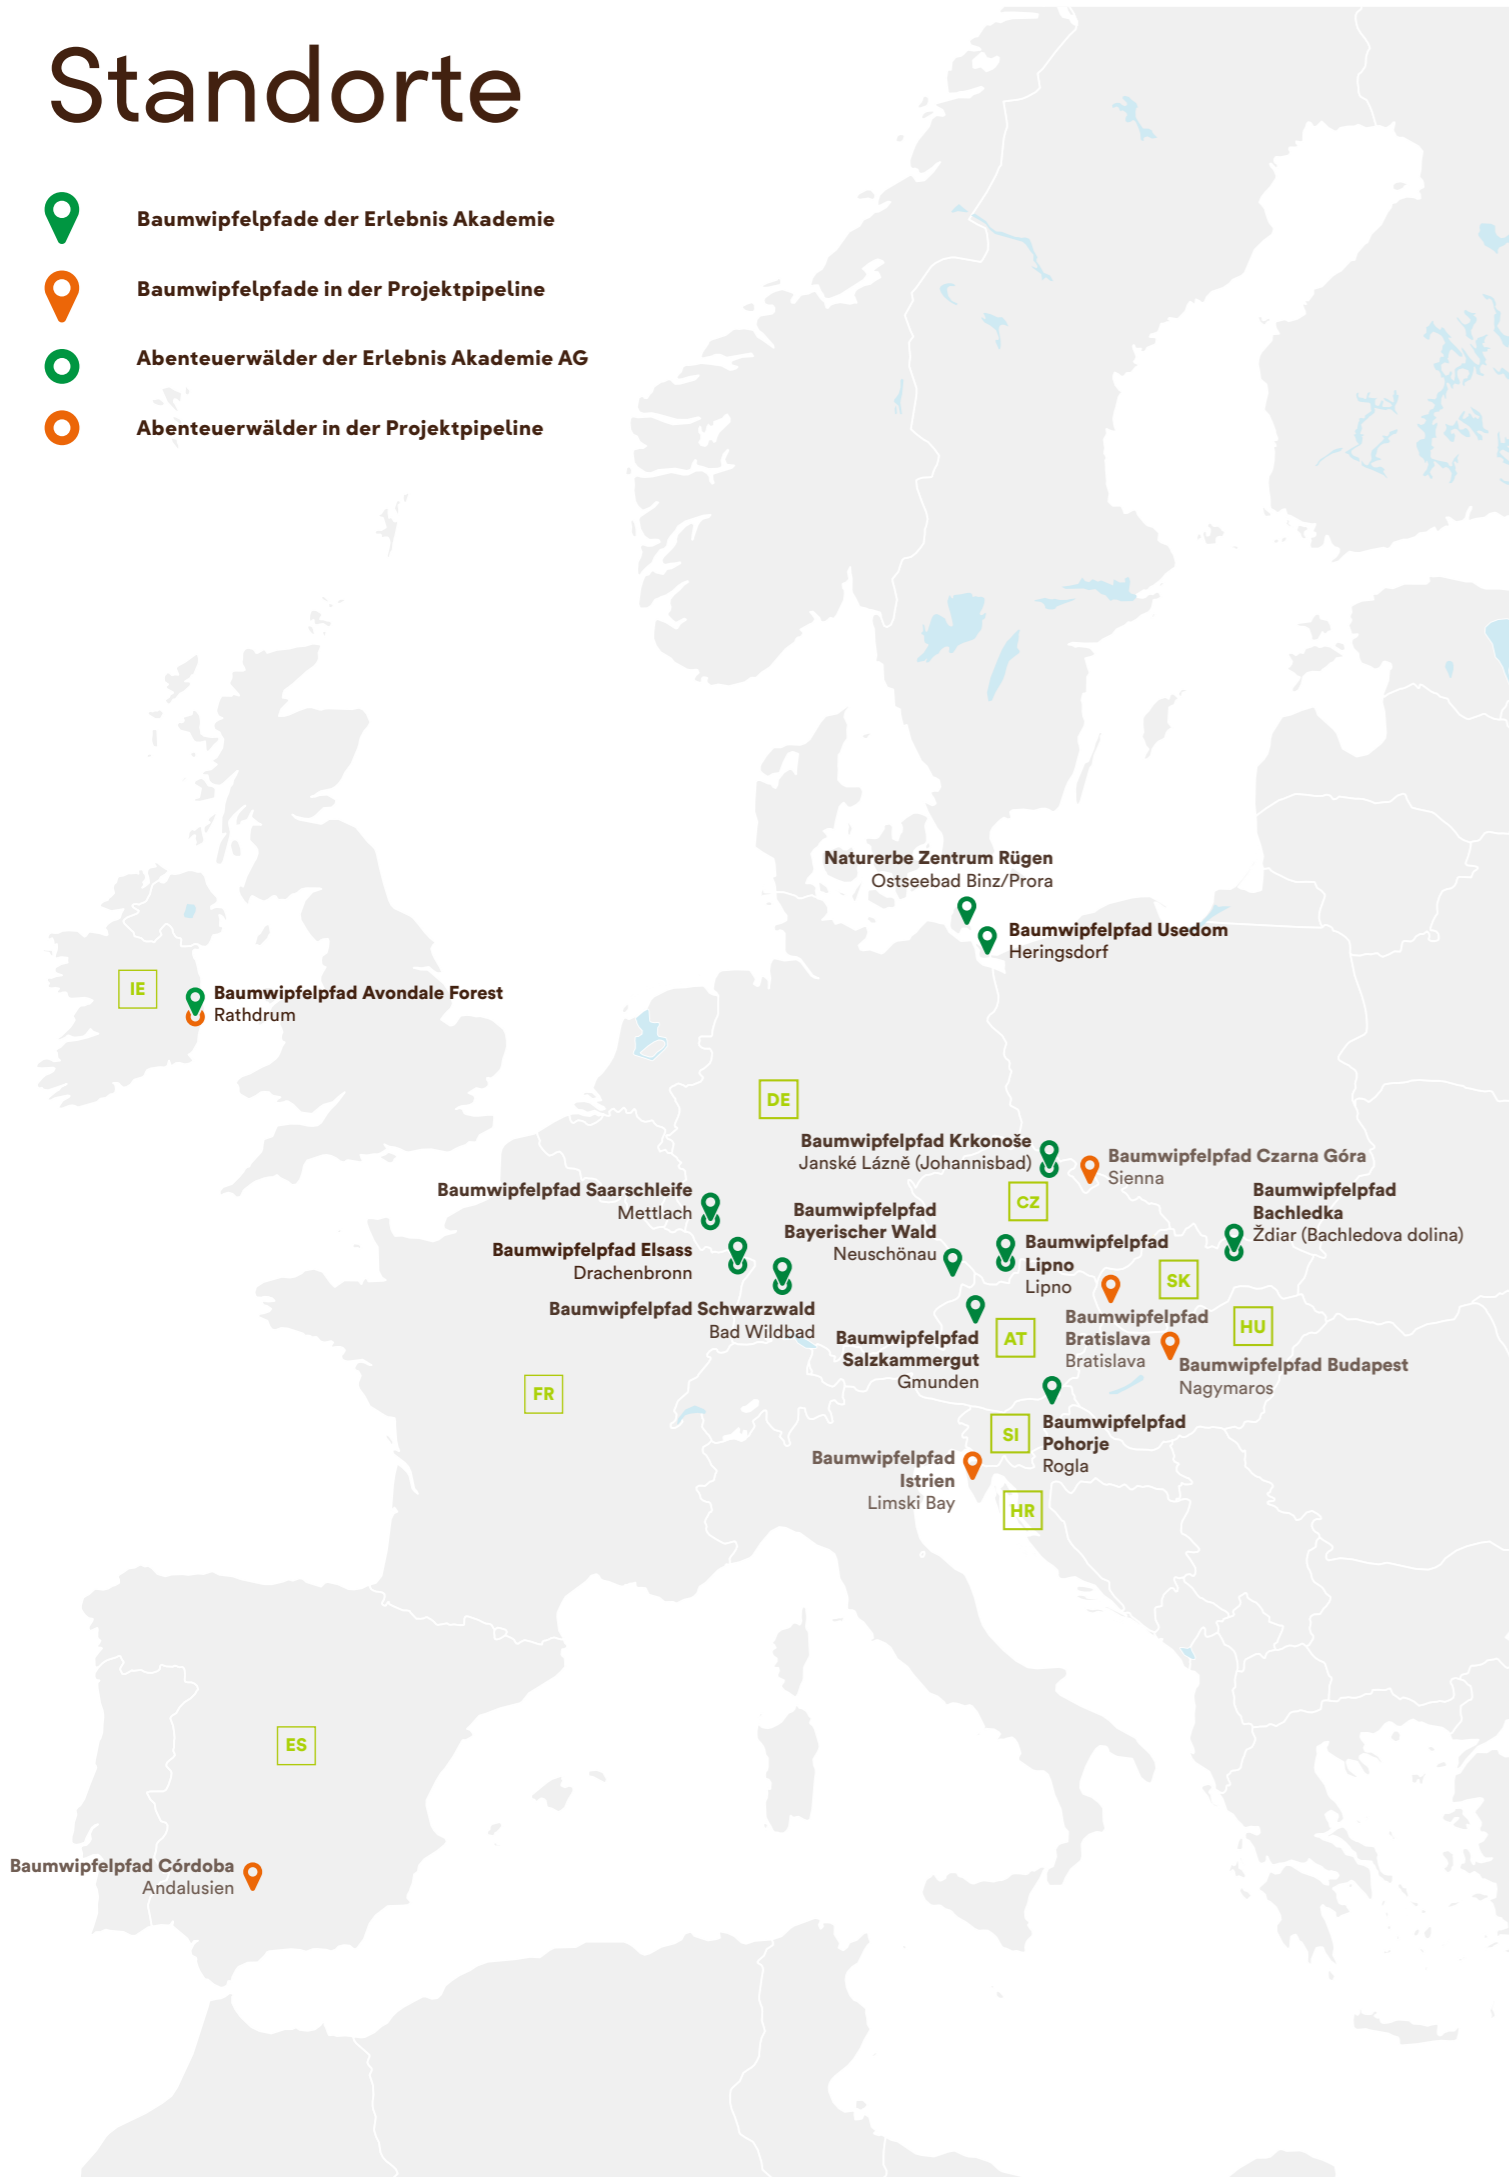 Standorte
Baumwipfelpfade der Erlebnis Akademie
Baumwipfelpfade in der Projektpipeline
Abenteuerwälder der Erlebnis Akademie AG
Abenteuerwälder in der Projektpipeline
Naturerbe Zentrum Rügen
Ostseebad Binz/Prora
Baumwipfelpfad Usedom
Heringsdorf
IE
Baumwipfelpfad Avondale Forest
Rathdrum
DE
Baumwipfelpfad Krkonoše
Janské Lázně (Johannisbad)
Baumwipfelpfad Czarna Góra
Sienna
CZ
Baumwipfelpfad Saarschleife
Mettlach
Baumwipfelpfad
Bayerischer Wald
Neuschönau
Baumwipfelpfad
Bachledka
Ždiar (Bachledova dolina)
Baumwipfelpfad Elsass
Drachenbronn
Baumwipfelpfad
Lipno
Lipno
SK
Baumwipfelpfad Schwarzwald
Bad Wildbad
Baumwipfelpfad
Salzkammergut
Gmunden
AT
Baumwipfelpfad
Bratislava
Bratislava
HU
Baumwipfelpfad Budapest
Nagymaros
FR
SI
Baumwipfelpfad
Pohorje
Rogla
Baumwipfelpfad
Istrien
Limski Bay
HR
ES
Baumwipfelpfad Córdoba
Andalusien